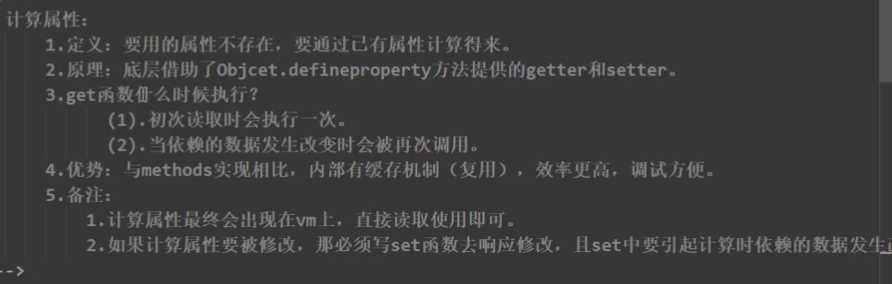 计算属性：
1.定义：要用的属性不存在，要通过已有属性计算得来。
2.原理：底层借助了Objcet.defineproperty方法提供的getter和setter。
3.get函数什么时候执行？
(1).初次读取时会执行一次。
(2).当依赖的数据发生改变时会被再次调用。
4.优势：与methods实现相比，内部有缓存机制（复用），效率更高，调试方便。
5.备注：
1.计算属性最终会出现在vm上，直接读取使用即可。
2.如果计算属性要被修改，那必须写set函数去响应修改，且set中要引起计算时依赖的数据发生
-->